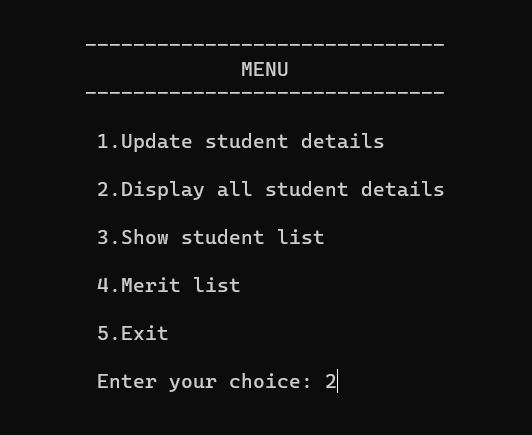 ------------------------------
MENU
------------------------------
1.Update student details
2.Display all student details
3.Show student list
4.Merit list
5.Exit
Enter your choice: 2